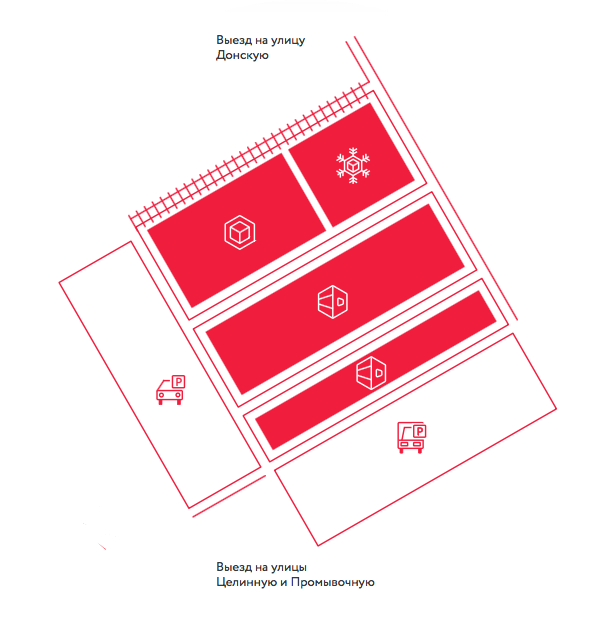 Выезд на улицу
Донскую
P
P
Выезд на улицы
Целинную и Промывочную